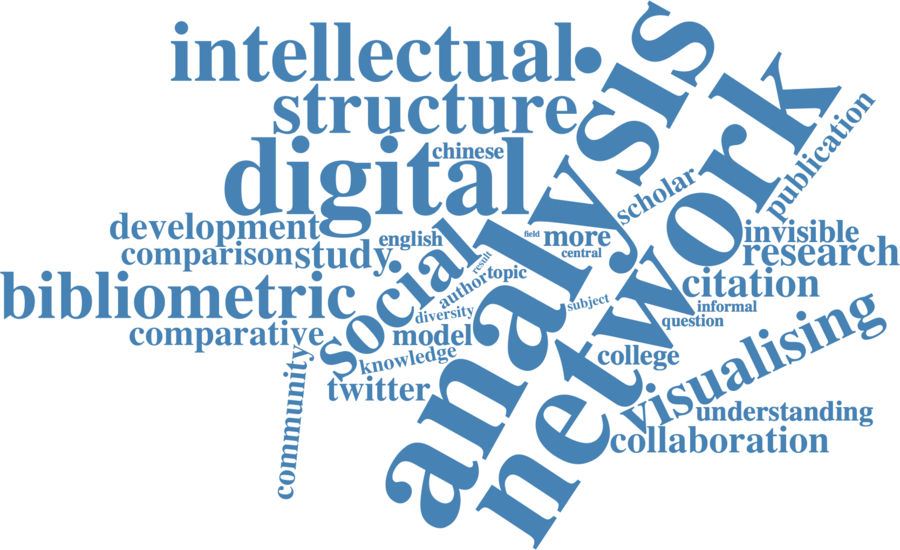 intellectual
structure
digital
chinese
analysis
network
publication
scholar
development
comparison
study
english
social
field
more
central
invisible
research
result
topic
author
citation
bibliometric
diversity
subject
informal
question
comparative
model
knowledge
college
visualising
twitter
community
understanding
collaboration